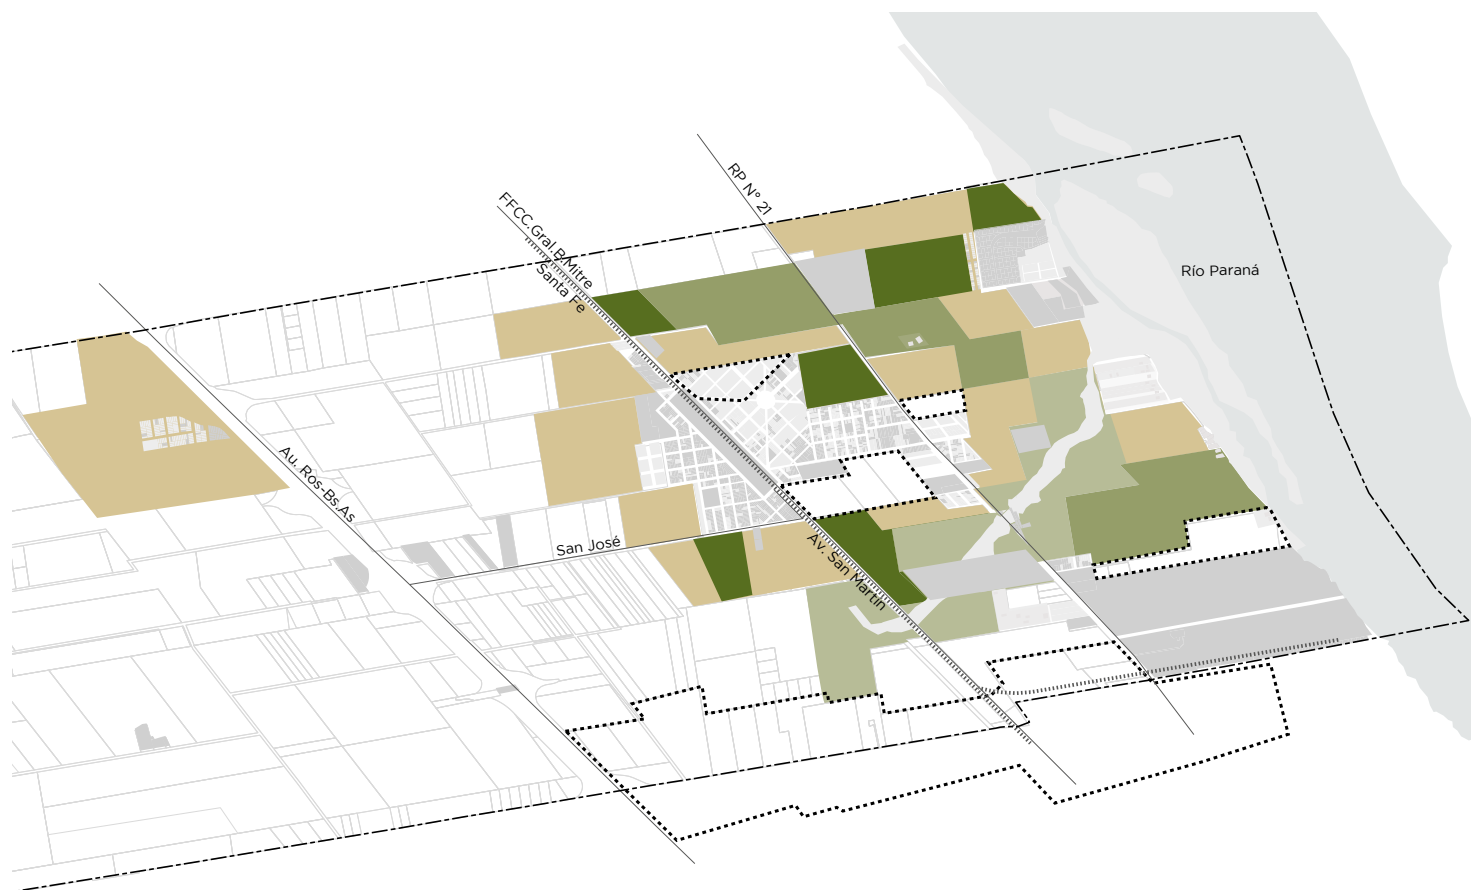 RP N° 21
FFCC.Gral.B.Mitre
Santa Fe
Río Paraná
Au. Ros-Bs.As
San José
Av. San Martín